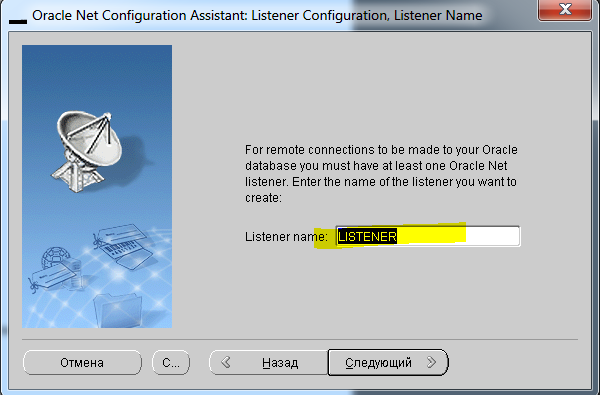 Oracle Net Configuration Assistant: Listener Configuration, Listener Name
For remote connections to be made to your Oracle
database you must have at least one Oracle Net
listener. Enter the name of the listener you want to
create:
Listener name: LISTENER
Отмена С... Назад Следующий